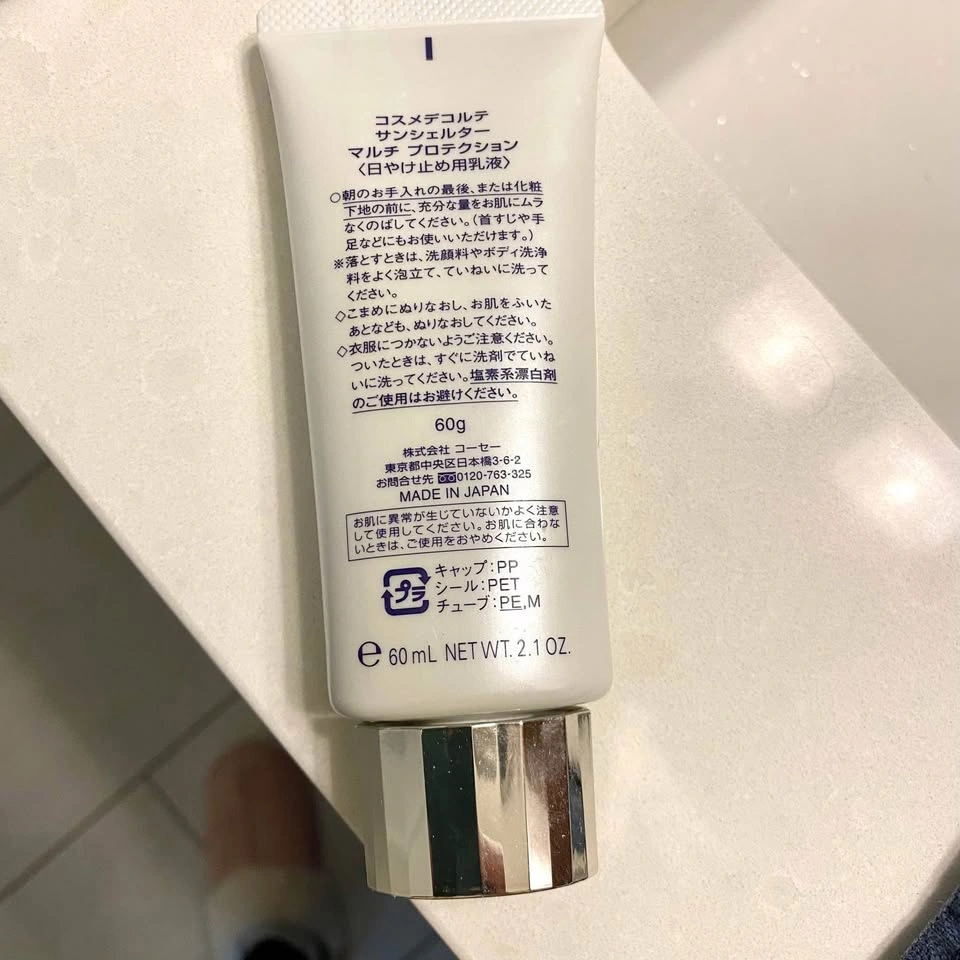 コスメデコルテ
サンシェルター
マルチ プロテクション
〈日やけ止め用乳液〉
○朝のお手入れの最後、または化粧
下地の前に、充分な量をお肌にムラ
なくのばしてください。(首すじや手
足などにもお使いいただけます。)
※落とすときは、洗顔料やボディ洗浄
料をよく泡立て、ていねいに洗って
ください。
◇こまめにぬりなおし、お肌をふいた
あとなども、ぬりなおしてください。
◇衣服につかないようご注意ください。
ついたときは、すぐに洗剤でていね
いに洗ってください。塩素系漂白剤
のご使用はお避けください。
60g
株式会社 コーセー
東京都中央区日本橋3-6-2
お問合せ先 0120-763-325
MADE IN JAPAN
お肌に異常が生じていないかよく注意
して使用してください。お肌に合わな
いときは、ご使用をおやめください。
プラ
キャップ:PP
シール:PET
チューブ:PE,M
e 60 mL NET WT. 2.1 OZ.